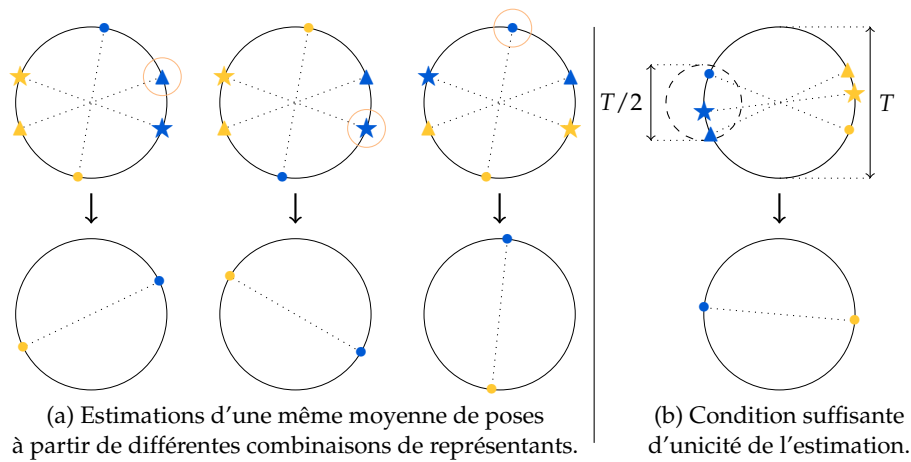 T/2
T
(a) Estimations d'une même moyenne de poses
à partir de différentes combinaisons de représentants.
(b) Condition suffisante
d'unicité de l'estimation.